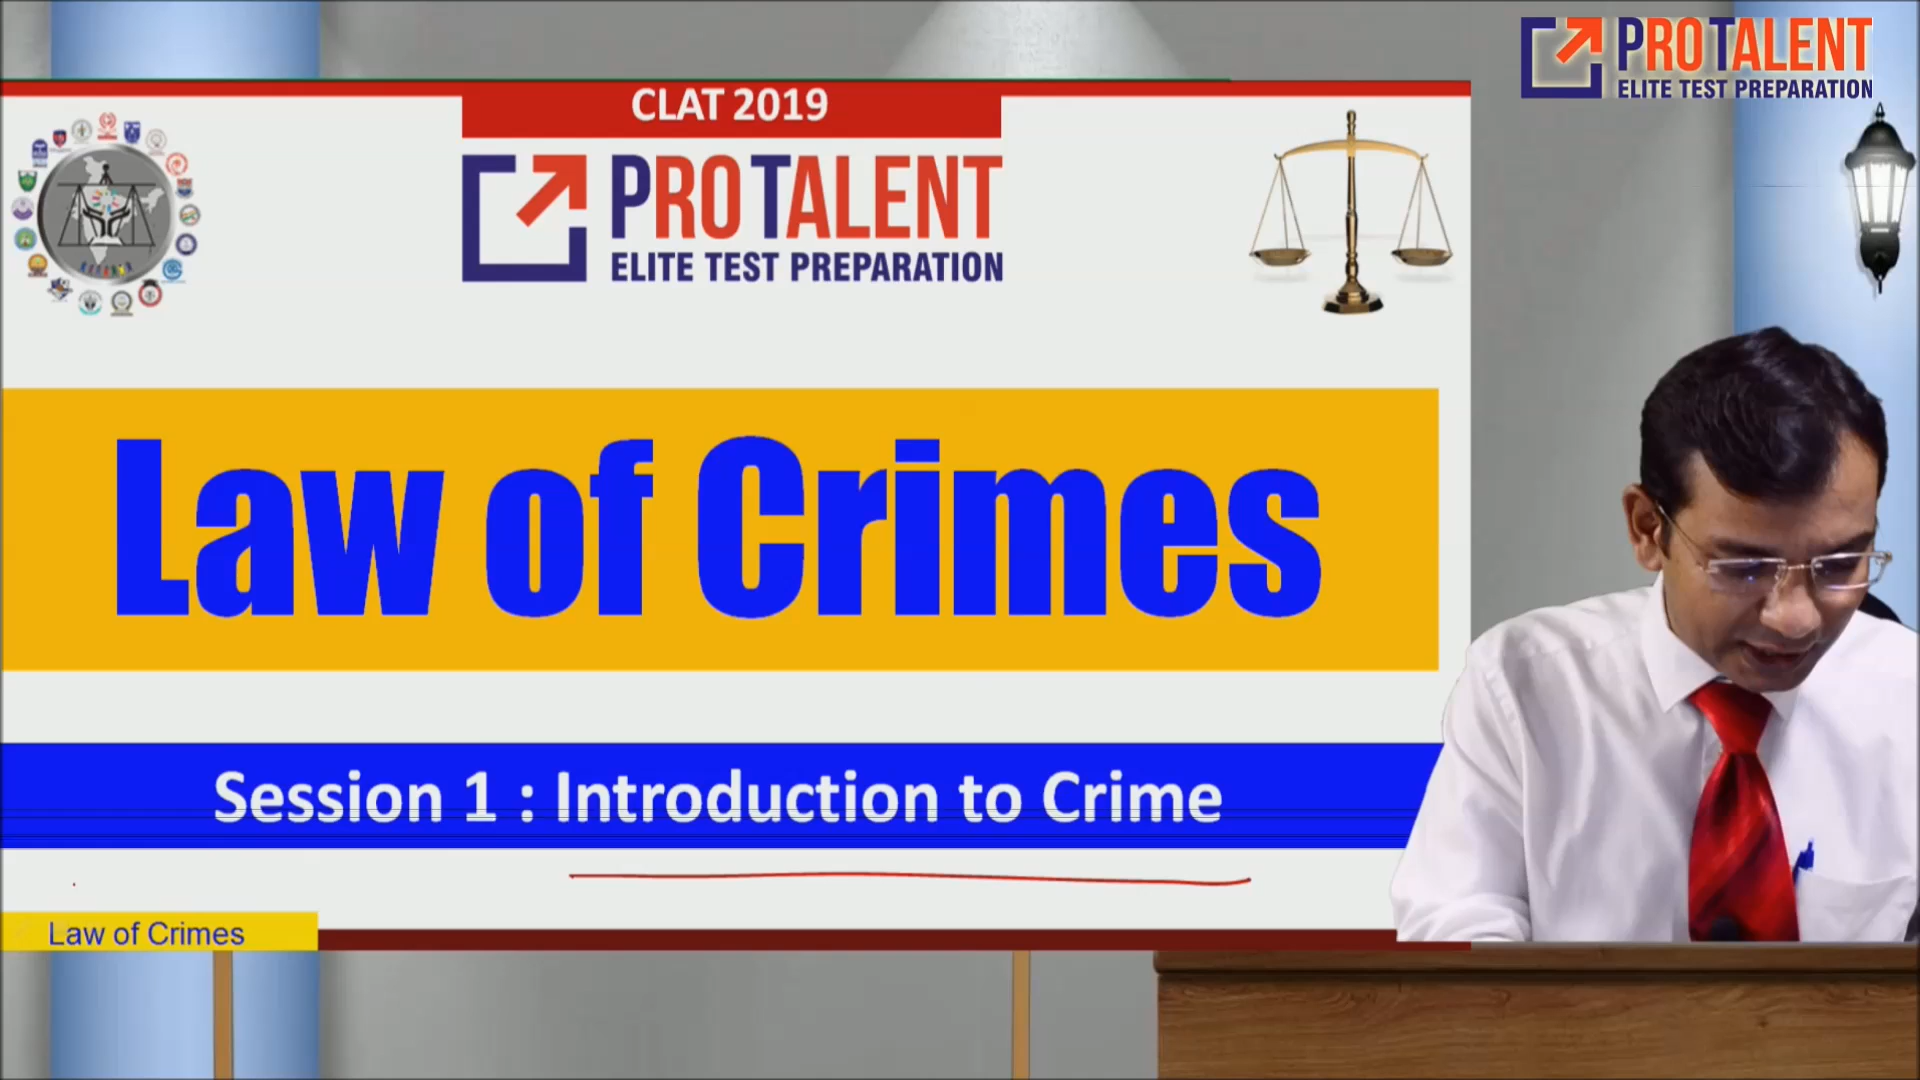 CLAT 2019
PROTALENT
ELITE TEST PREPARATION
PROTALENT
ELITE TEST PREPARATION
Law of Crimes
Session 1 : Introduction to Crime
Law of Crimes